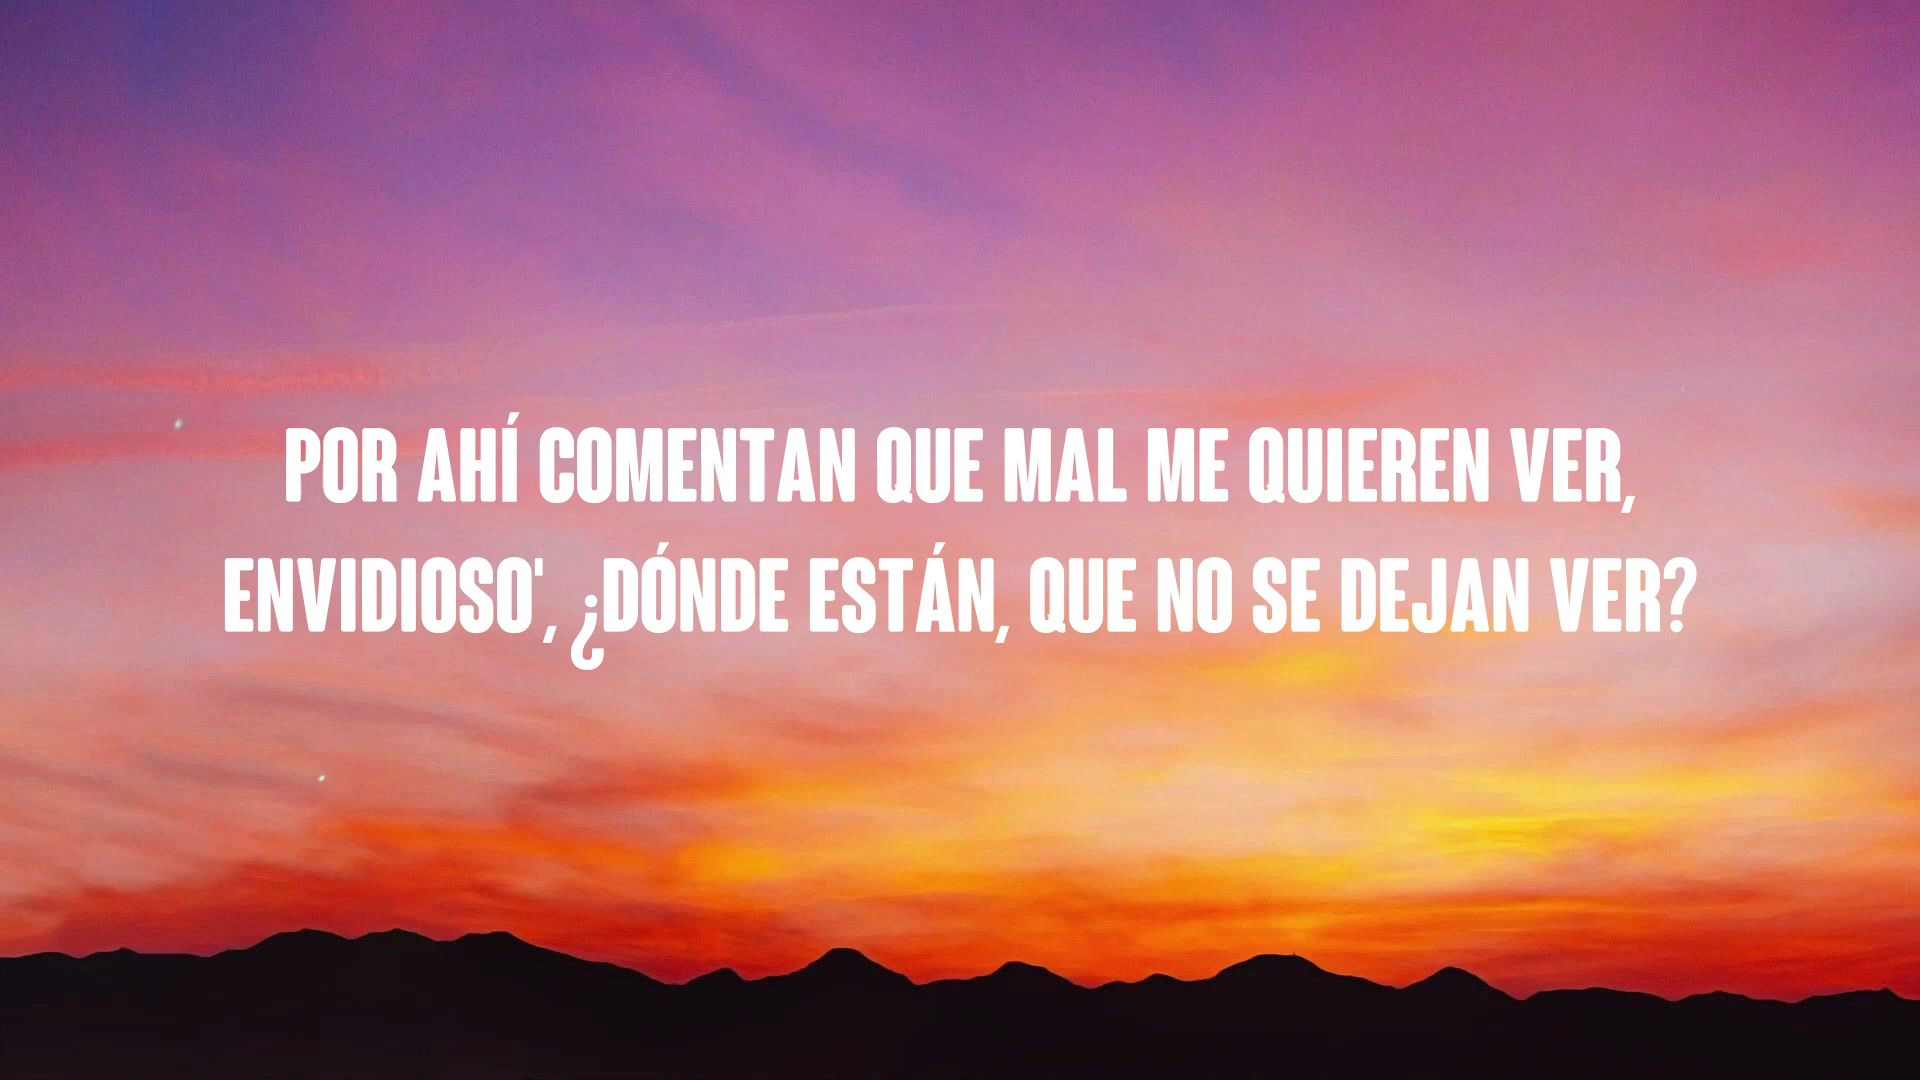 POR AHÍ COMENTAN QUE MAL ME QUIEREN VER,
ENVIDIOSO', ¿DÓNDE ESTÁN, QUE NO SE DEJAN VER?